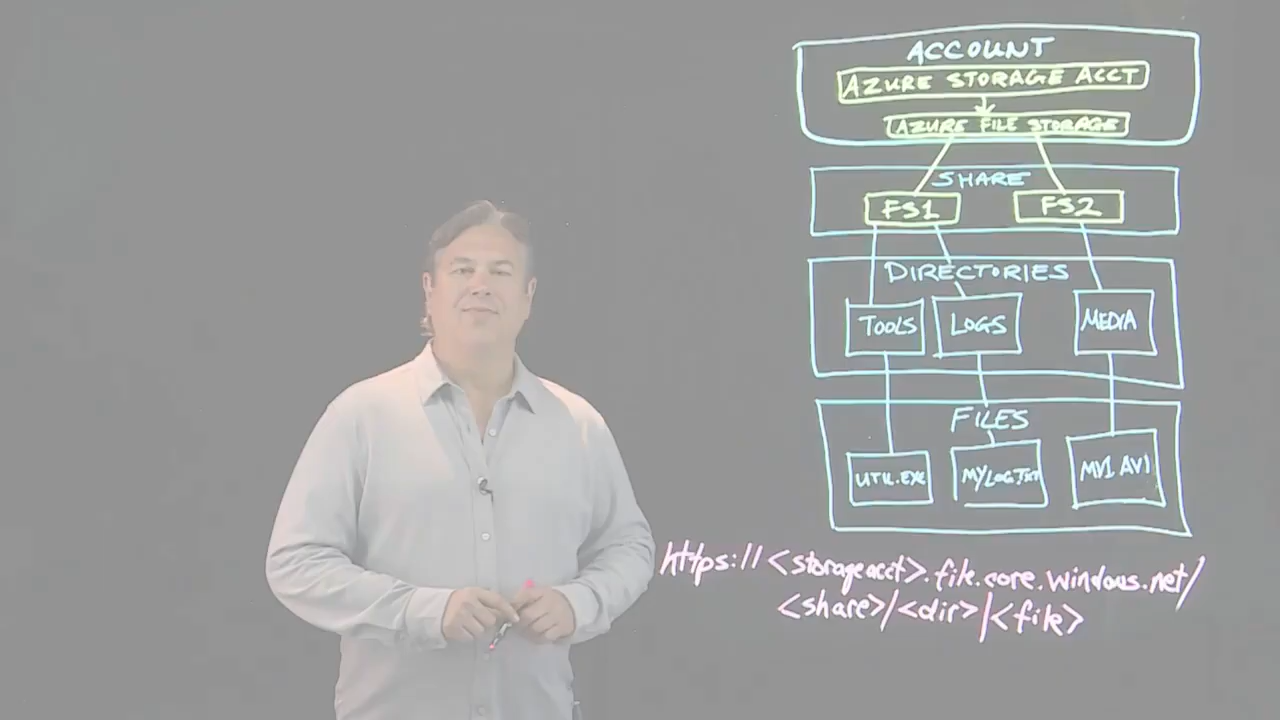 ACCOUNT
AZURE STORAGE ACCT
AZURE FILE STORAGE
SHARE
FS1 FS2
DIRECTORIES
TOOLS LOGS MEDIA
FILES
UTIL.EXE MYLOG.TXT MV1.AVI
https://<storageacct>.file.core.windows.net/
<share>/<dir>/<file>